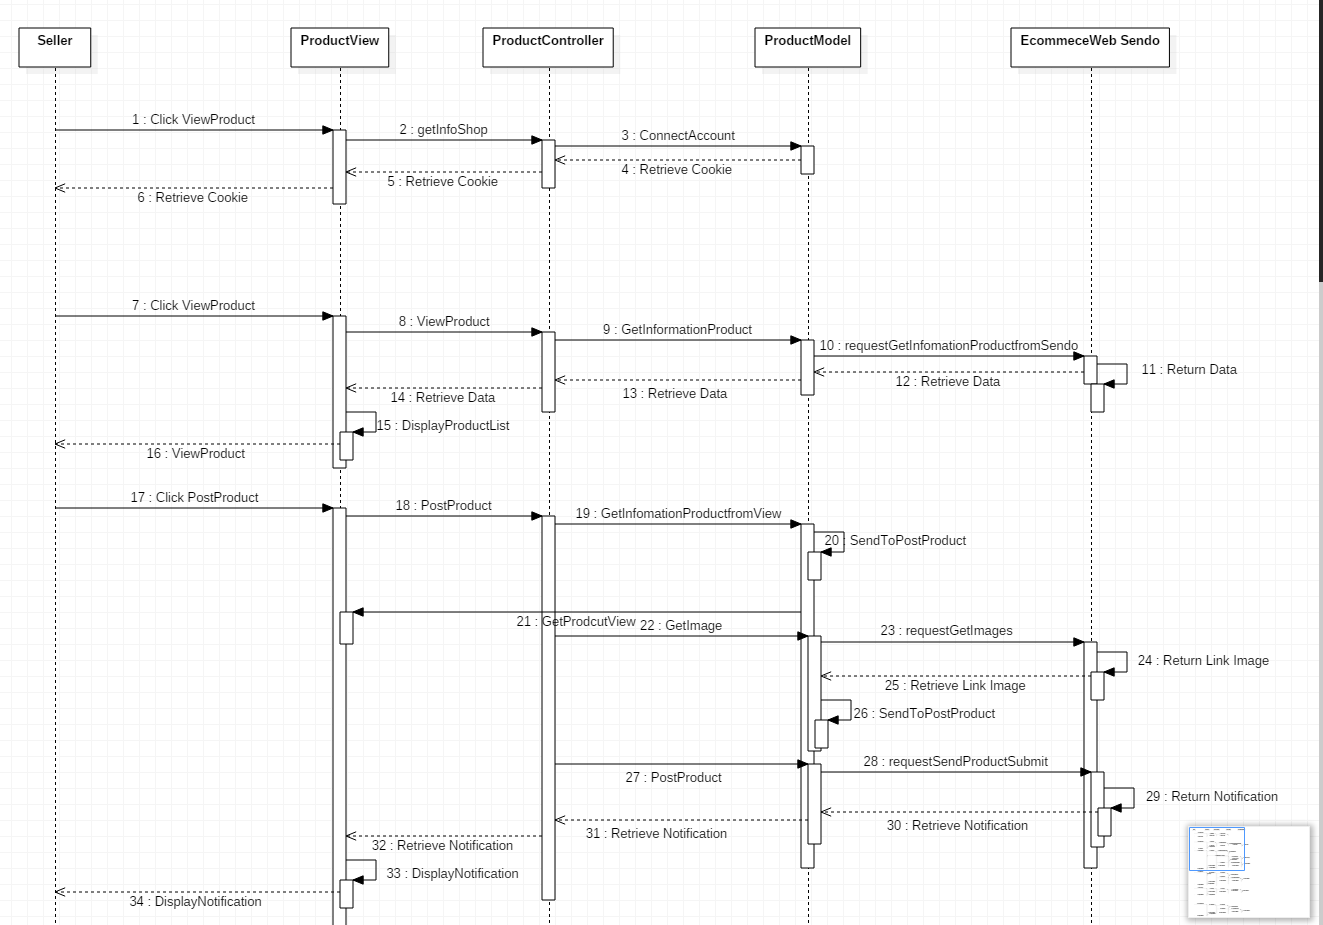 Seller
ProductView
ProductController
ProductModel
EcommeceWeb Sendo
1 : Click ViewProduct
2 : getInfoShop
3 : ConnectAccount
4 : Retrieve Cookie
5 : Retrieve Cookie
6 : Retrieve Cookie
7 : Click ViewProduct
8 : ViewProduct
9 : GetInformationProduct
10 : requestGetInfomationProductfromSendo
11 : Return Data
12 : Retrieve Data
13 : Retrieve Data
14 : Retrieve Data
15 : DisplayProductList
16 : ViewProduct
17 : Click PostProduct
18 : PostProduct
19 : GetInfomationProductfromView
20 : SendToPostProduct
21 : GetProdcutView
22 : GetImage
23 : requestGetImages
24 : Return Link Image
25 : Retrieve Link Image
26 : SendToPostProduct
27 : PostProduct
28 : requestSendProductSubmit
29 : Return Notification
30 : Retrieve Notification
31 : Retrieve Notification
32 : Retrieve Notification
33 : DisplayNotification
34 : DisplayNotification